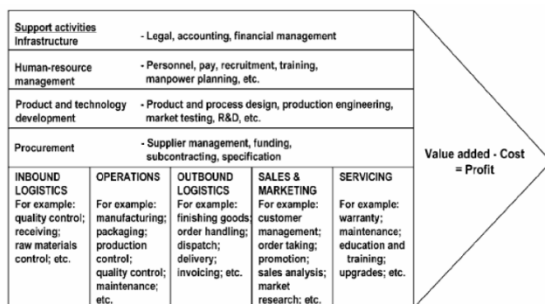 Support activities
Infrastructure - Legal, accounting, financial management
Human-resource management - Personnel, pay, recruitment, training,
manpower planning, etc.
Product and technology development - Product and process design, production engineering,
market testing, R&D, etc.
Procurement - Supplier management, funding,
subcontracting, specification
Value added - Cost
= Profit
INBOUND
LOGISTICS
For example:
quality control;
receiving;
raw materials
control; etc.
OPERATIONS
For example:
manufacturing;
packaging;
production
control;
quality control;
maintenance;
etc.
OUTBOUND
LOGISTICS
For example:
finishing goods;
order handling;
dispatch;
delivery;
invoicing; etc.
SALES &
MARKETING
For example:
customer
management;
order taking;
promotion;
sales analysis;
market
research; etc.
SERVICING
For example:
warranty;
maintenance;
education and
training;
upgrades; etc.